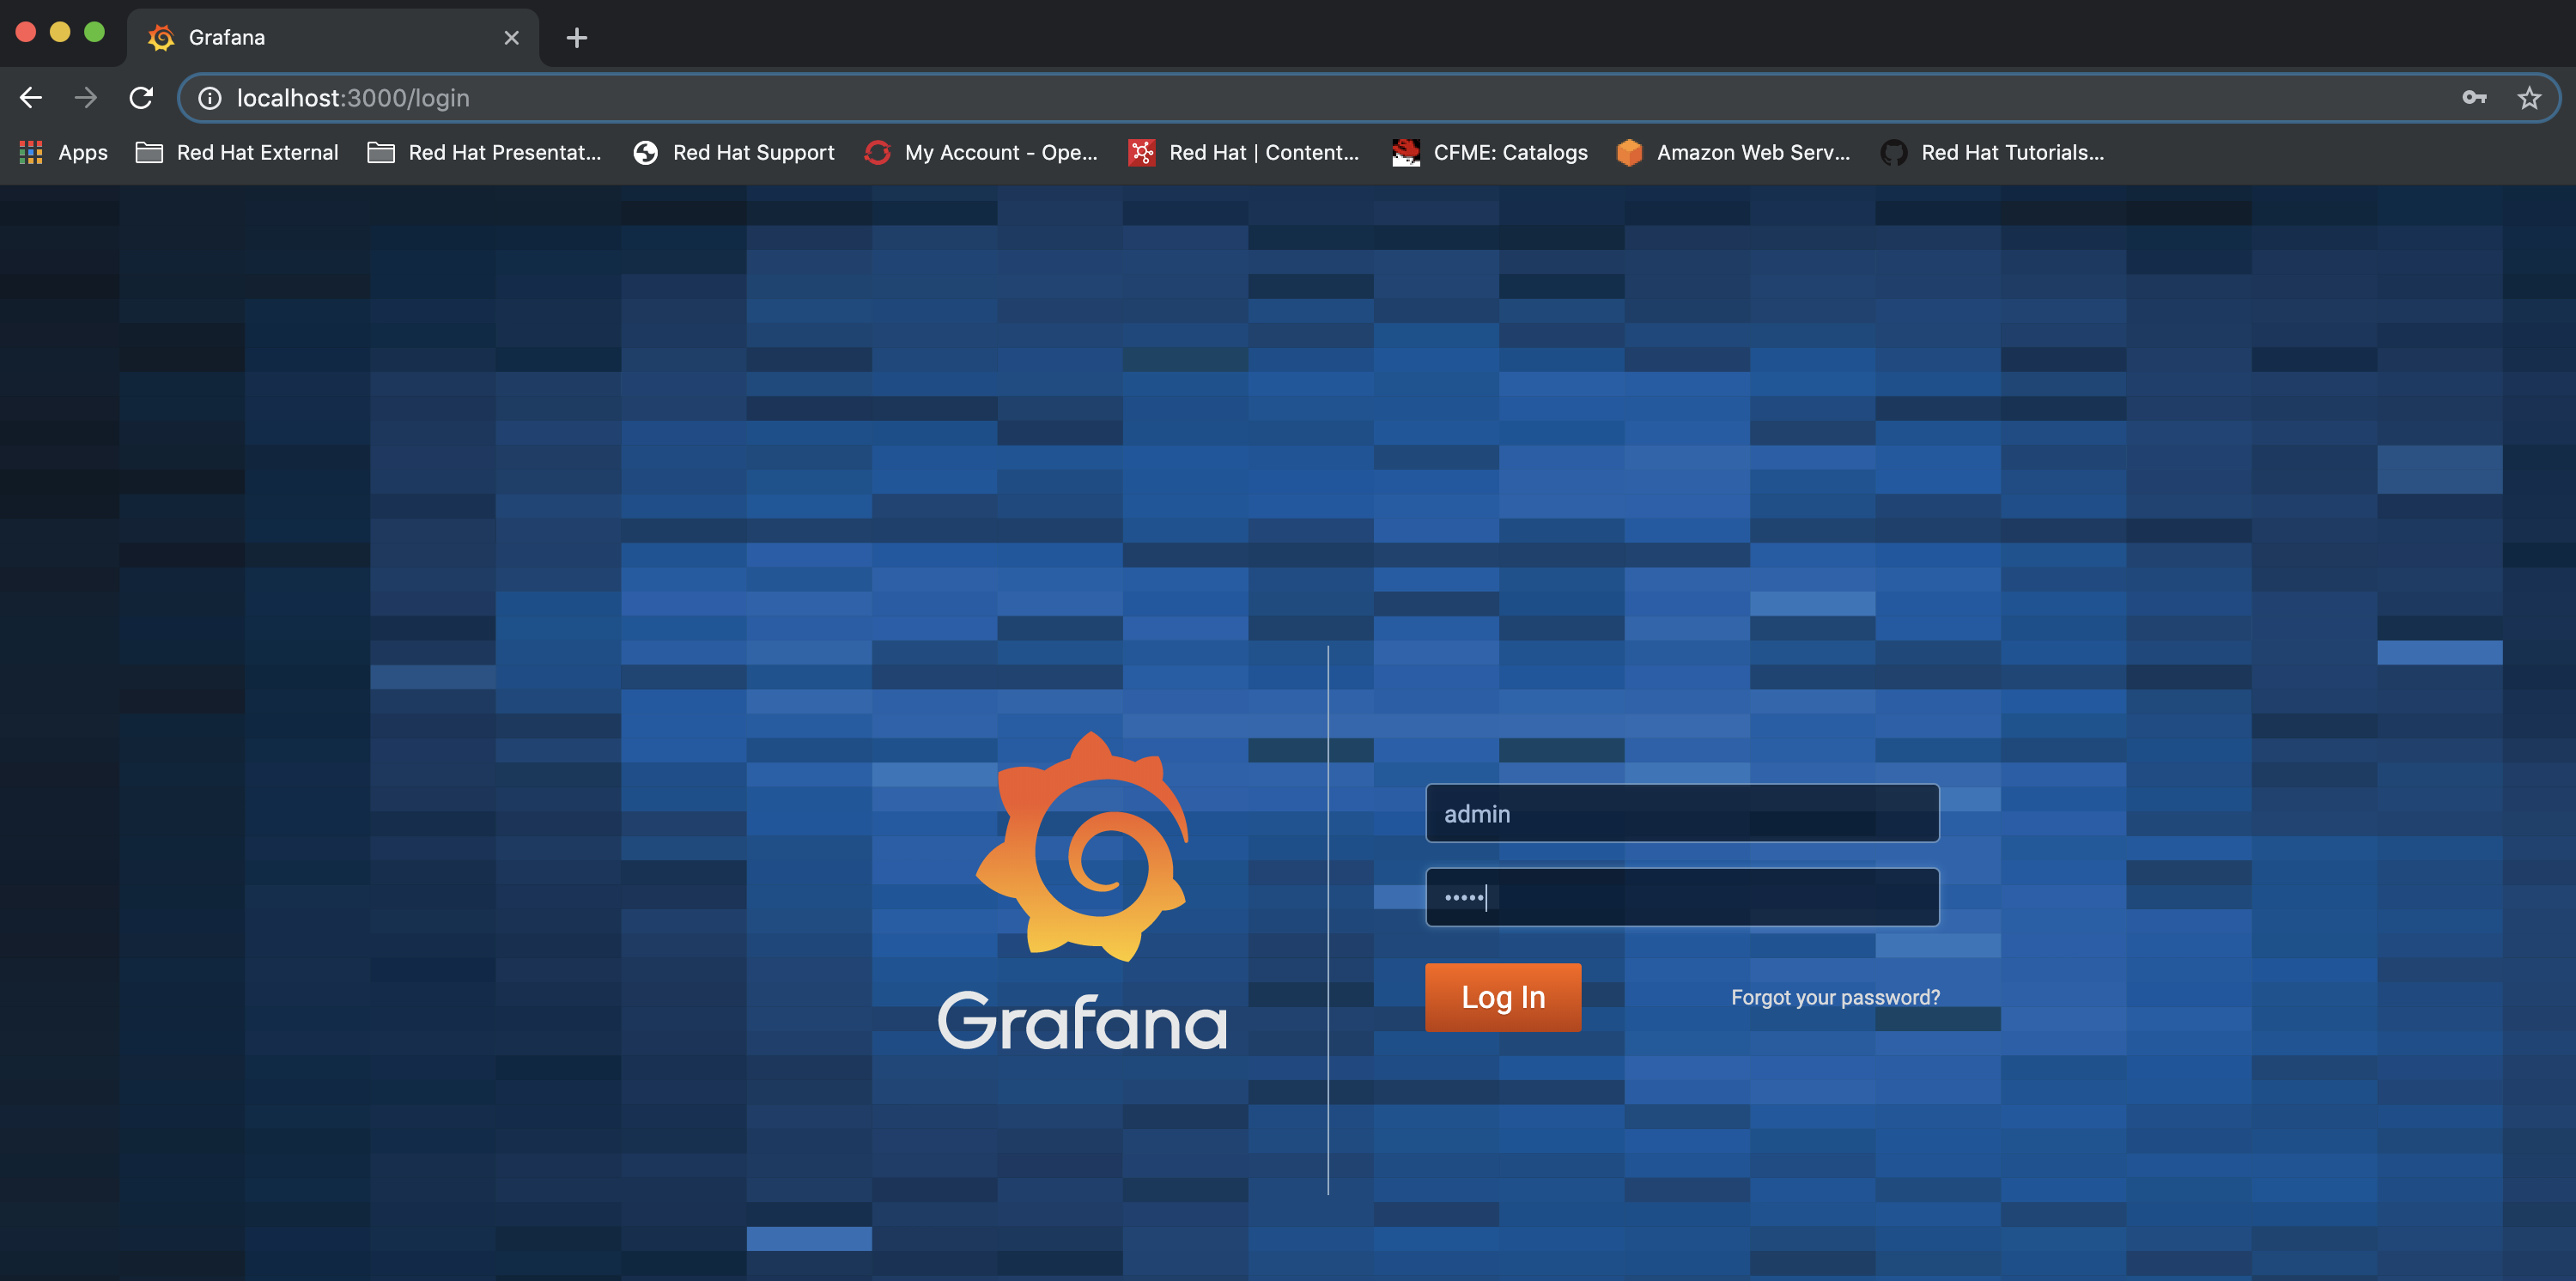 Grafana
localhost:3000/login
Apps Red Hat External Red Hat Presentat... Red Hat Support My Account - Ope... Red Hat | Content... CFME: Catalogs Amazon Web Serv... Red Hat Tutorials...
admin
•••••
Log In Forgot your password?
Grafana